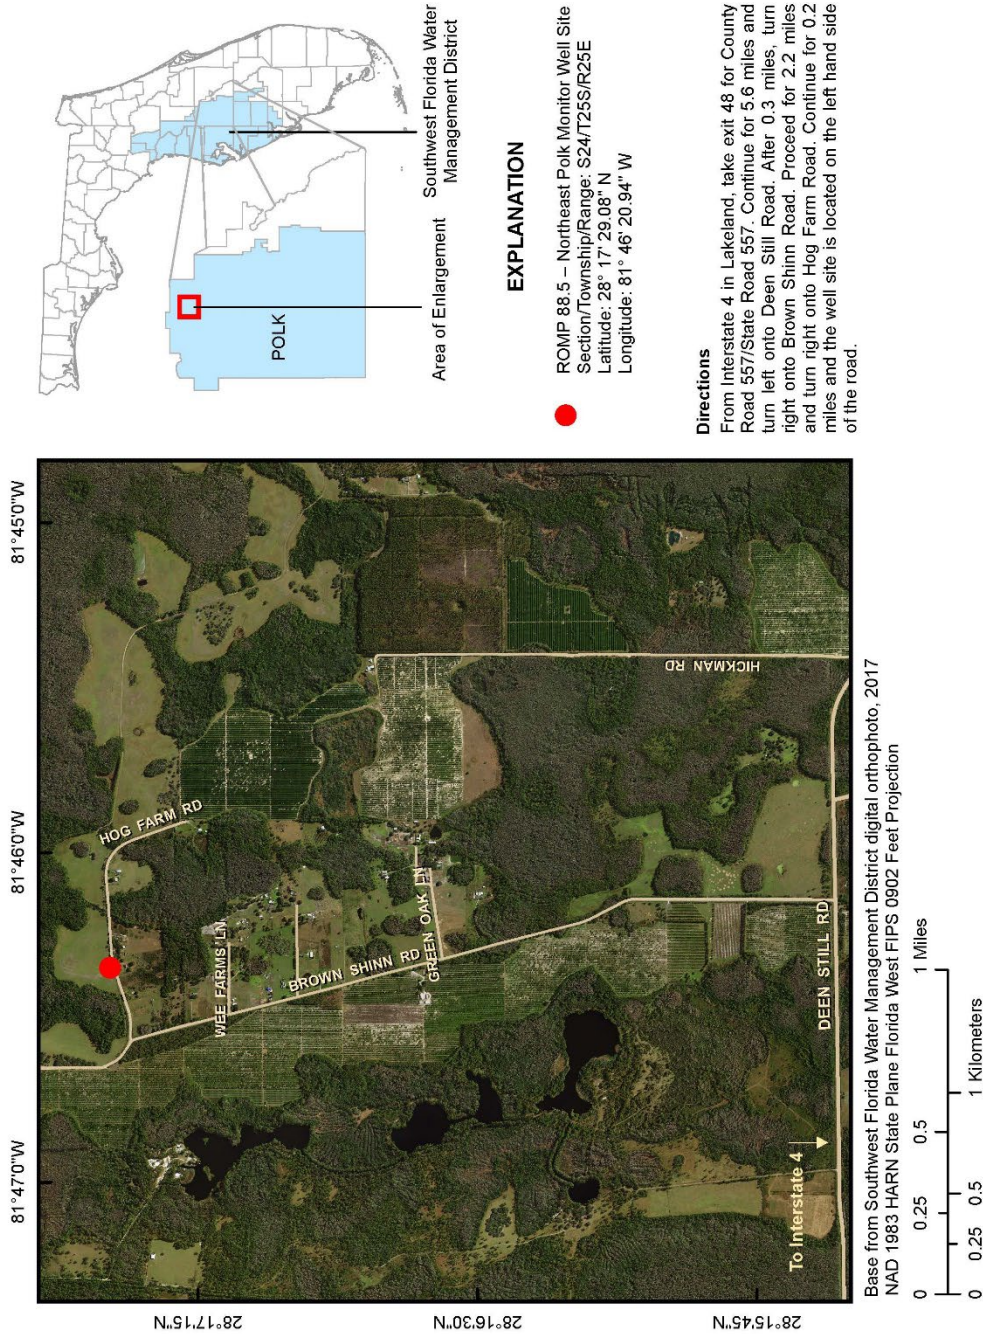 81°47'0"W
81°46'0"W
81°45'0"W
28°17'15"N
28°16'30"N
28°15'45"N
HOG FARM RD
WEE FARMS LN
BROWN SHINN RD
GREEN OAK LN
HICKMAN RD
DEEN STILL RD
To Interstate 4
Base from Southwest Florida Water Management District digital orthophoto, 2017
NAD 1983 HARN State Plane Florida West FIPS 0902 Feet Projection
0 0.25 0.5 1 Miles
0 0.25 0.5 1 Kilometers
POLK
Area of Enlargement
Southwest Florida Water
Management District
EXPLANATION
ROMP 88.5 – Northeast Polk Monitor Well Site
Section/Township/Range: S24/T25S/R25E
Latitude: 28° 17' 29.08" N
Longitude: 81° 46' 20.94" W
Directions
From Interstate 4 in Lakeland, take exit 48 for County
Road 557/State Road 557. Continue for 5.6 miles and
turn left onto Deen Still Road. After 0.3 miles, turn
right onto Brown Shinn Road. Proceed for 2.2 miles
and turn right onto Hog Farm Road. Continue for 0.2
miles and the well site is located on the left hand side
of the road.